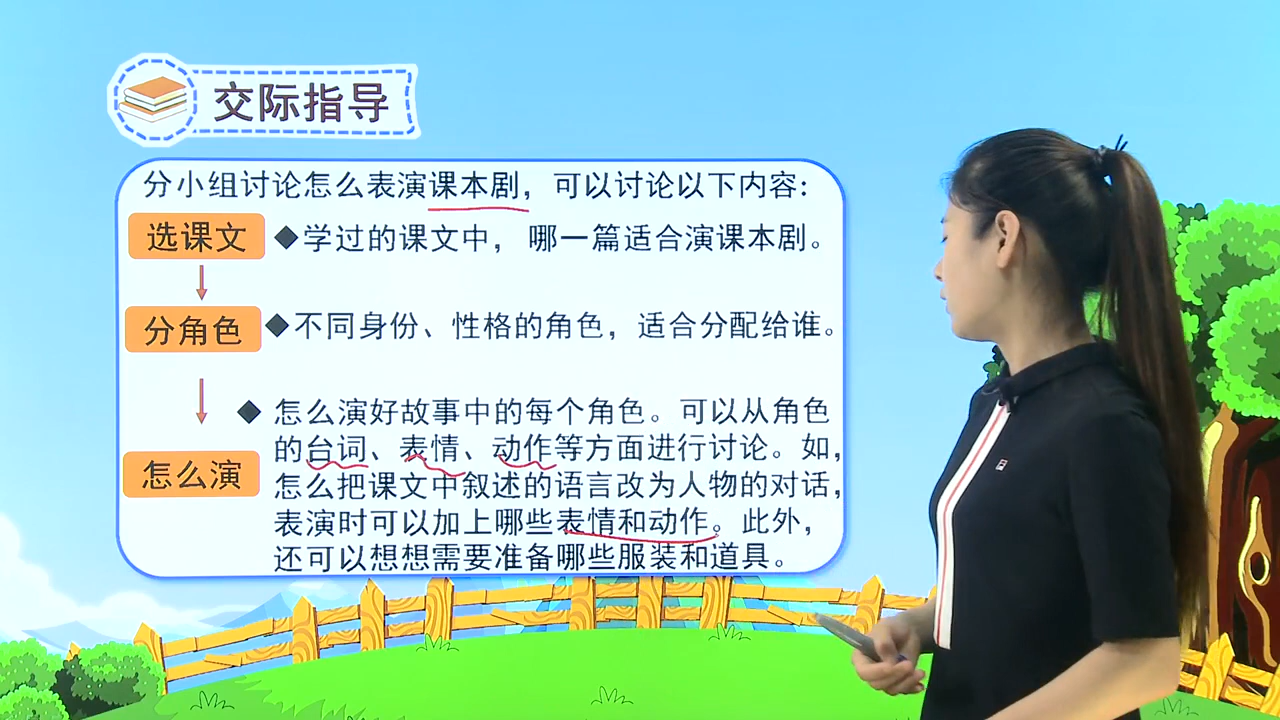 交际指导
分小组讨论怎么表演课本剧，可以讨论以下内容：
选课文
◆学过的课文中，哪一篇适合演课本剧。
分角色
◆不同身份、性格的角色，适合分配给谁。
怎么演
◆怎么演好故事中的每个角色。可以从角色
的台词、表情、动作等方面进行讨论。如，
怎么把课文中叙述的语言改为人物的对话，
表演时可以加上哪些表情和动作。此外，
还可以想想需要准备哪些服装和道具。